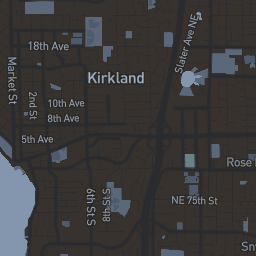 Slater Ave NE
18th Ave
Kirkland
Market St
2nd St
10th Ave
8th Ave
5th Ave
Rose
NE 75th St
6th St S
8th St S